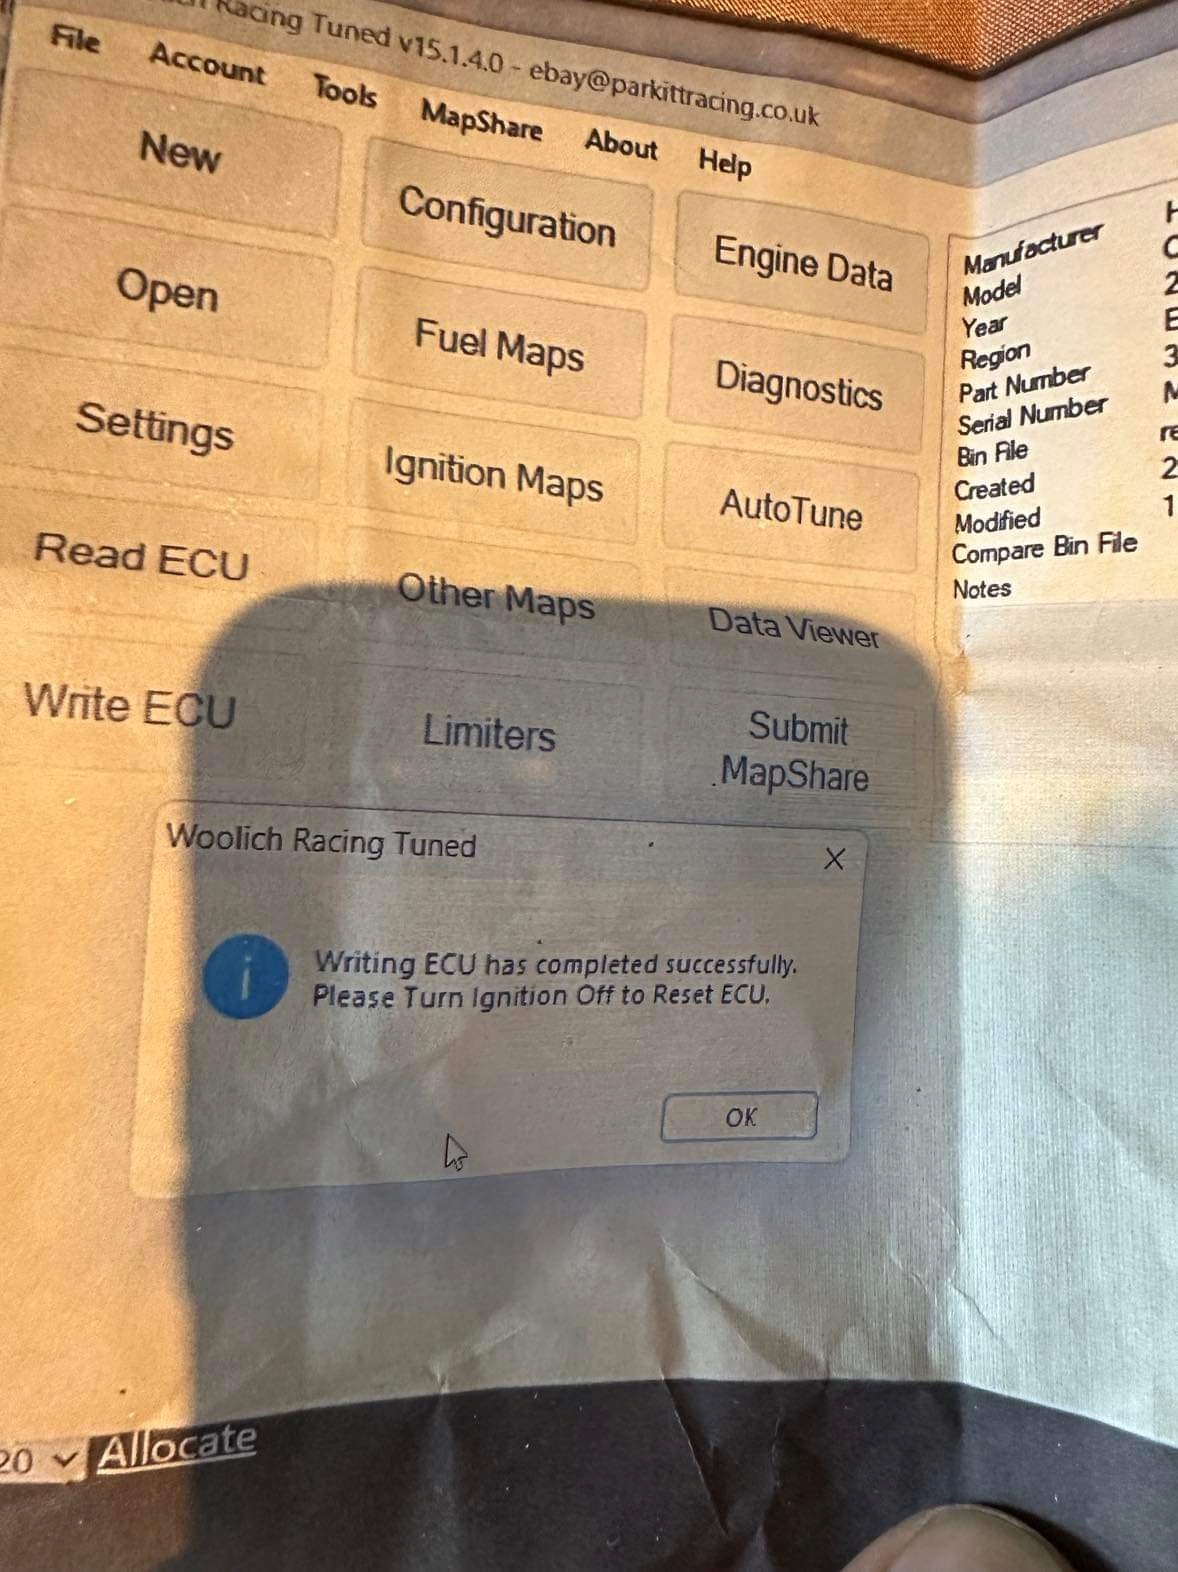 Racing Tuned v15.1.4.0 - ebay@parkittracing.co.uk
File Account Tools MapShare About Help
New
Configuration
Engine Data
Open
Fuel Maps
Diagnostics
Settings
Ignition Maps
AutoTune
Read ECU
Other Maps
Data Viewer
Write ECU
Limiters
Submit
MapShare
Manufacturer
Model
Year
Region
Part Number
Serial Number
Bin File
Created
Modified
Compare Bin File
Notes
Woolich Racing Tuned
Writing ECU has completed successfully.
Please Turn Ignition Off to Reset ECU.
OK
20 Allocate